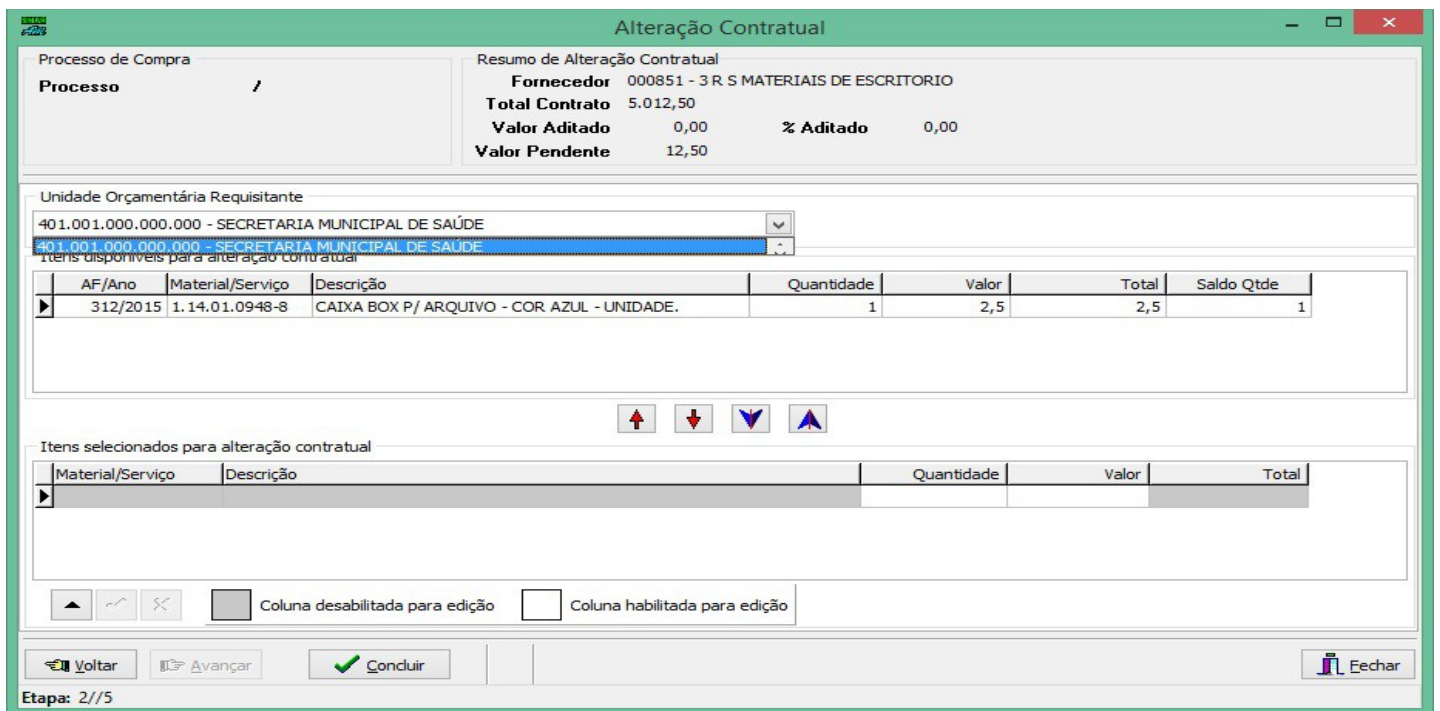 Alteração Contratual
Processo de Compra
Processo /
Resumo de Alteração Contratual
Fornecedor 000851 - 3 R S MATERIAIS DE ESCRITORIO
Total Contrato 5.012,50
Valor Aditado 0,00 % Aditado 0,00
Valor Pendente 12,50
Unidade Orçamentária Requisitante
401.001.000.000.000 - SECRETARIA MUNICIPAL DE SAÚDE
401.001.000.000.000 - SECRETARIA MUNICIPAL DE SAÚDE
Itens disponíveis para alteração contratual
AF/Ano Material/Serviço Descrição Quantidade Valor Total Saldo Qtde
312/2015 1.14.01.0948-8 CAIXA BOX P/ ARQUIVO - COR AZUL - UNIDADE. 1 2,5 2,5 1
Itens selecionados para alteração contratual
Material/Serviço Descrição Quantidade Valor Total
Coluna desabilitada para edição Coluna habilitada para edição
Voltar Avançar Concluir Fechar
Etapa: 2//5